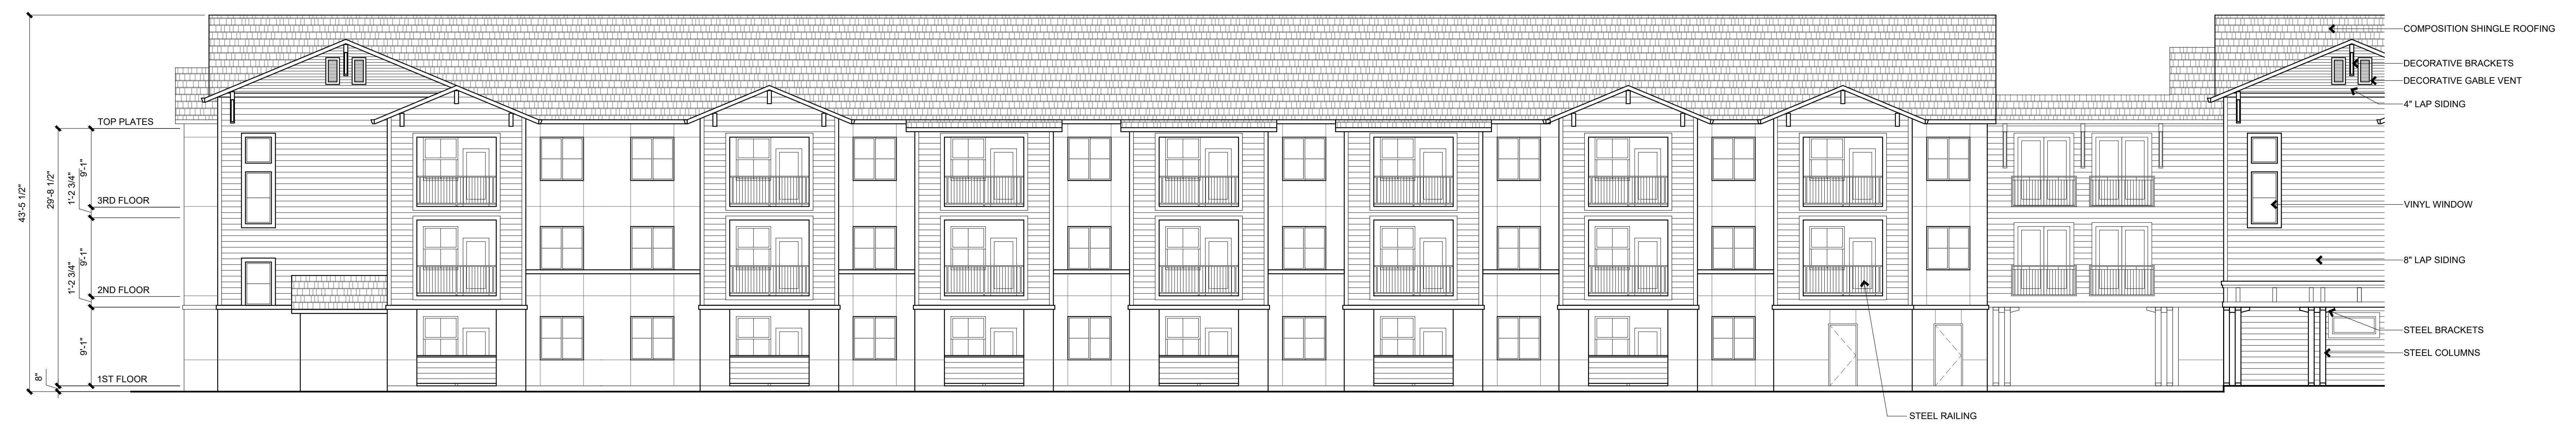 COMPOSITION SHINGLE ROOFING
DECORATIVE BRACKETS
DECORATIVE GABLE VENT
4" LAP SIDING
TOP PLATES
9'-1"
1'-2 3/4"
29'-8 1/2"
43'-5 1/2"
3RD FLOOR
VINYL WINDOW
9'-1"
1'-2 3/4"
8" LAP SIDING
2ND FLOOR
STEEL BRACKETS
9'-1"
STEEL COLUMNS
8"
1ST FLOOR
STEEL RAILING